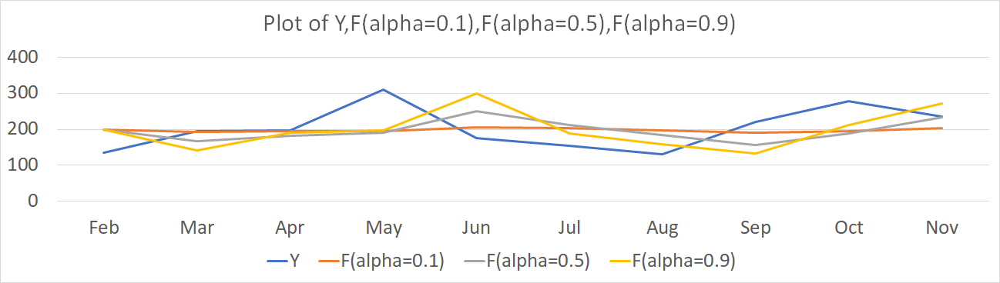 Plot of Y,F(alpha=0.1),F(alpha=0.5),F(alpha=0.9)
400
300
200
100
0
Feb Mar Apr May Jun Jul Aug Sep Oct Nov
Y F(alpha=0.1) F(alpha=0.5) F(alpha=0.9)